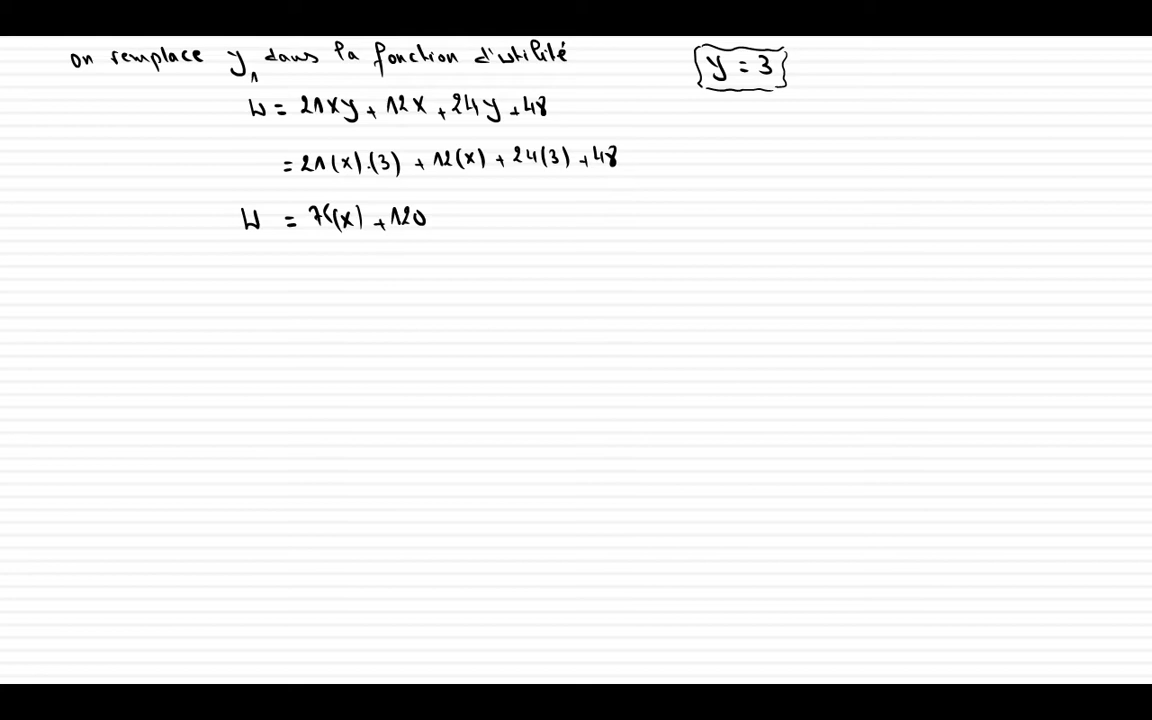 on remplace y1 dans la fonction d'utilité
y = 3
W = 21xy + 12x + 24y + 48
= 21(x).(3) + 12(x) + 24(3) + 48
W = 75(x) + 120